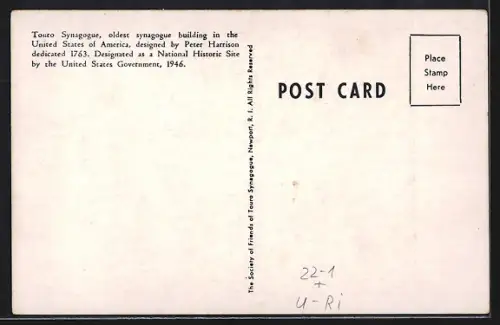 Touro Synagogue, oldest synagogue building in the
United States of America, designed by Peter Harrison
dedicated 1763. Designated as a National Historic Site
by the United States Government, 1946.
The Society of Friends of Touro Synagogue, Newport, R. I. All Rights Reserved
POST CARD
Place
Stamp
Here
22-1
+
U-Ri